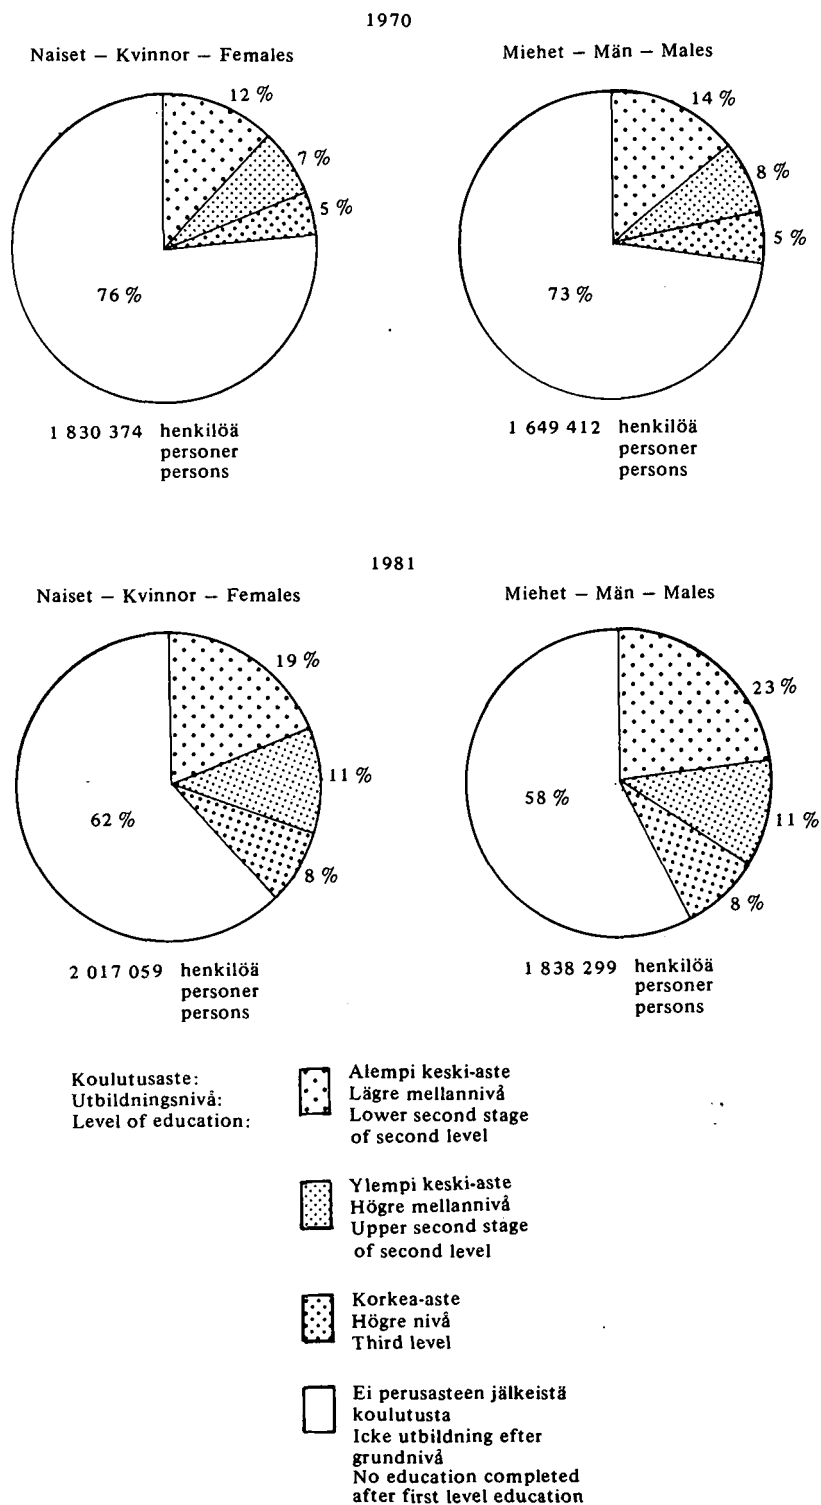 1970
Naiset — Kvinnor — Females
12 %
7 %
5 %
76 %
1 830 374 henkilöä
personer
persons
Miehet — Män — Males
14 %
8 %
5 %
73 %
1 649 412 henkilöä
personer
persons
1981
Naiset — Kvinnor — Females
19 %
11 %
8 %
62 %
2 017 059 henkilöä
personer
persons
Miehet — Män — Males
23 %
11 %
8 %
58 %
1 838 299 henkilöä
personer
persons
Koulutusaste:
Utbildningsnivå:
Level of education:
Alempi keski-aste
Lägre mellannivå
Lower second stage
of second level
Ylempi keski-aste
Högre mellannivå
Upper second stage
of second level
Korkea-aste
Högre nivå
Third level
Ei perusasteen jälkeistä
koulutusta
Icke utbildning efter
grundnivå
No education completed
after first level education